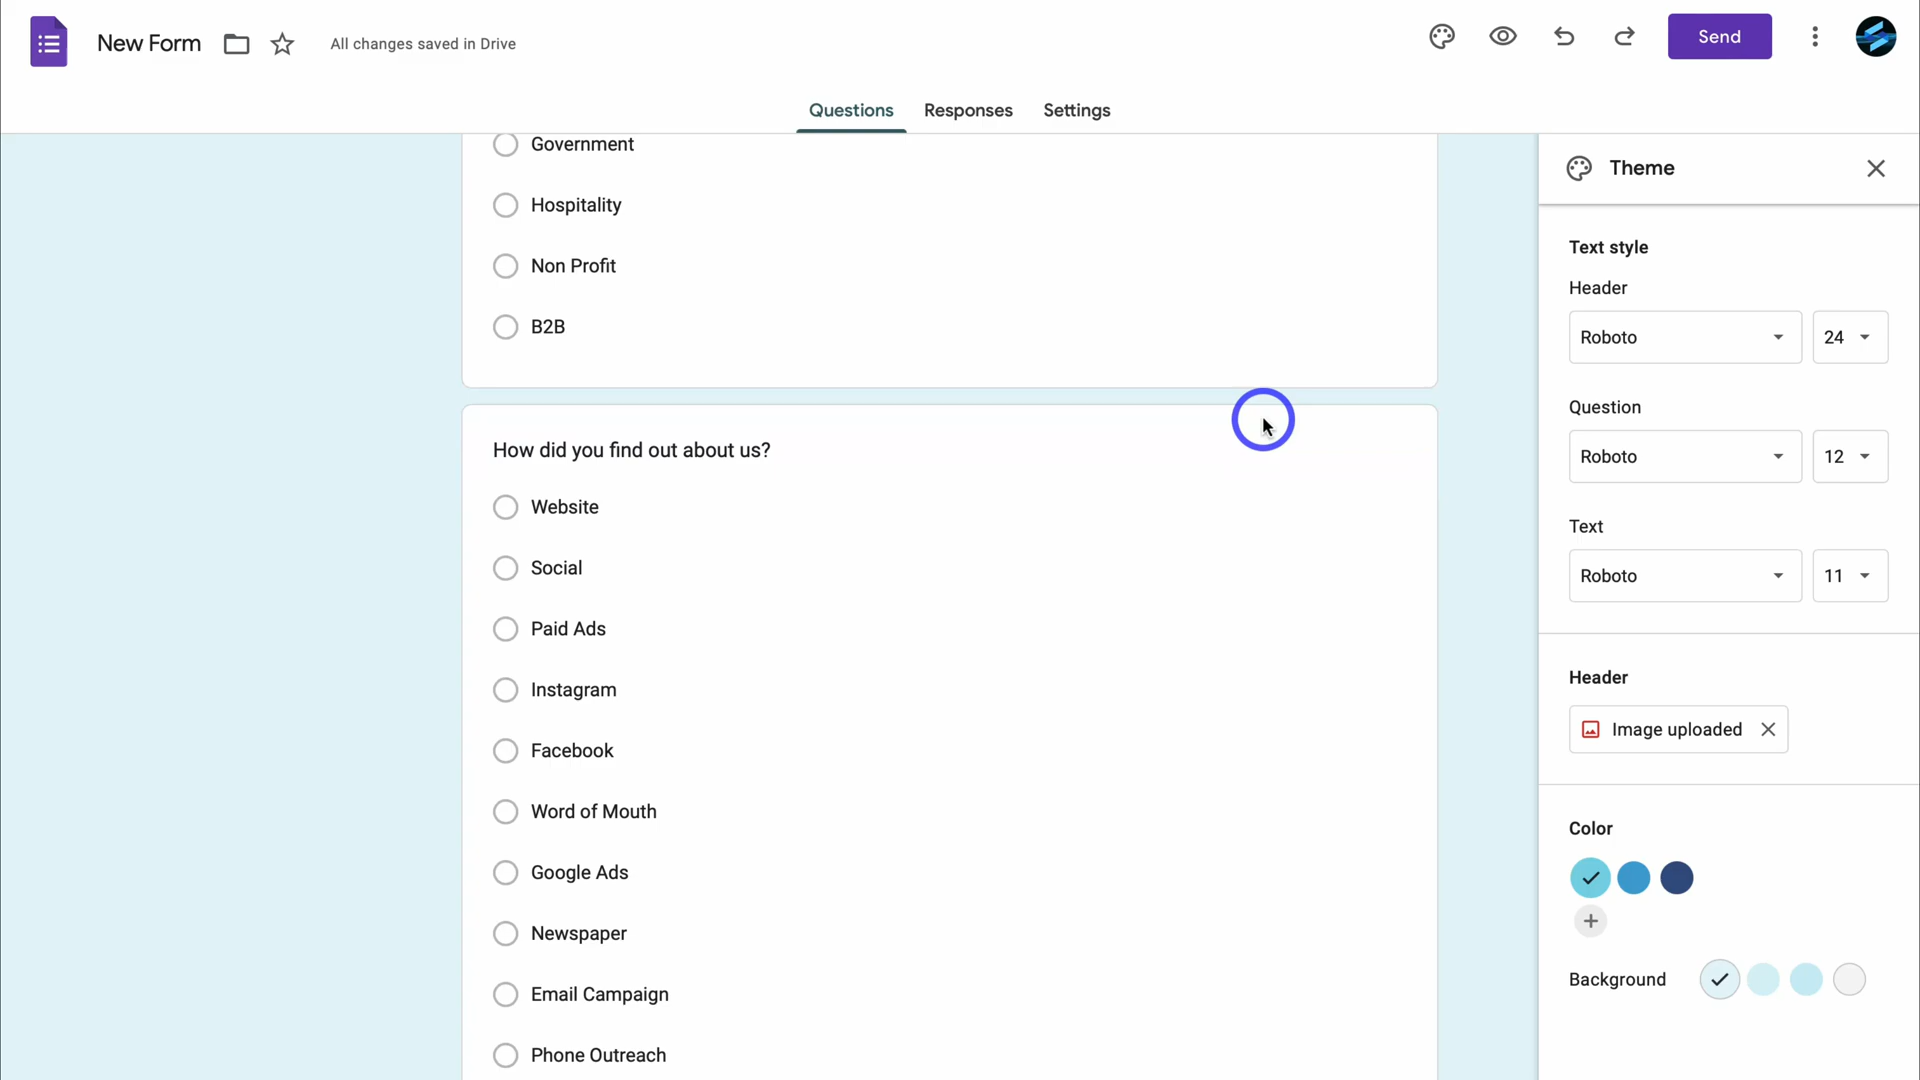 New Form
All changes saved in Drive
Send
Questions
Responses
Settings
Government
Hospitality
Non Profit
B2B
How did you find out about us?
Website
Social
Paid Ads
Instagram
Facebook
Word of Mouth
Google Ads
Newspaper
Email Campaign
Phone Outreach
Theme
Text style
Header
Roboto 24
Question
Roboto 12
Text
Roboto 11
Header
Image uploaded
Color
Background